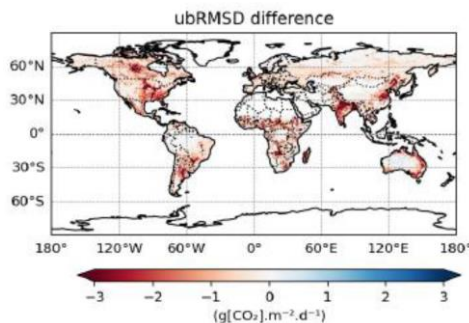 ubRMSD difference
60°N
30°N
0°
30°S
60°S
180° 120°W 60°W 0° 60°E 120°E 180°
−3 −2 −1 0 1 2 3
(g[CO₂].m⁻².d⁻¹)